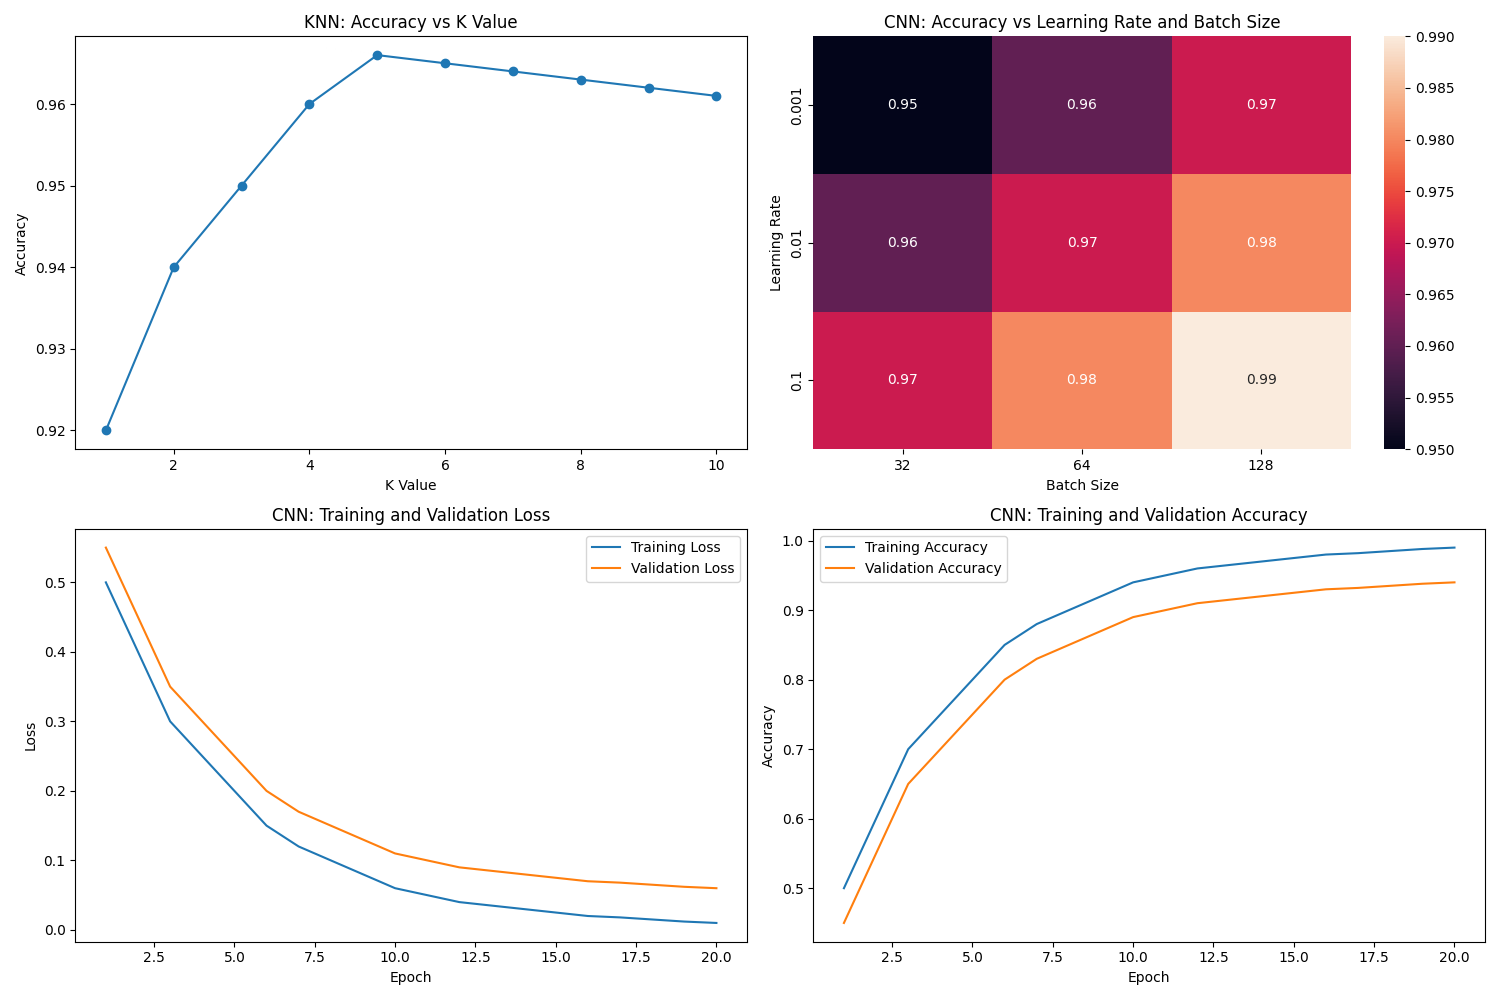 KNN: Accuracy vs K Value
Accuracy
0.96
0.95
0.94
0.93
0.92
2 4 6 8 10
K Value
CNN: Accuracy vs Learning Rate and Batch Size
Learning Rate
0.001
0.01
0.1
0.95 0.96 0.97
0.96 0.97 0.98
0.97 0.98 0.99
32 64 128
Batch Size
0.990
0.985
0.980
0.975
0.970
0.965
0.960
0.955
0.950
CNN: Training and Validation Loss
Training Loss
Validation Loss
Loss
0.5
0.4
0.3
0.2
0.1
0.0
2.5 5.0 7.5 10.0 12.5 15.0 17.5 20.0
Epoch
CNN: Training and Validation Accuracy
Training Accuracy
Validation Accuracy
Accuracy
1.0
0.9
0.8
0.7
0.6
0.5
2.5 5.0 7.5 10.0 12.5 15.0 17.5 20.0
Epoch